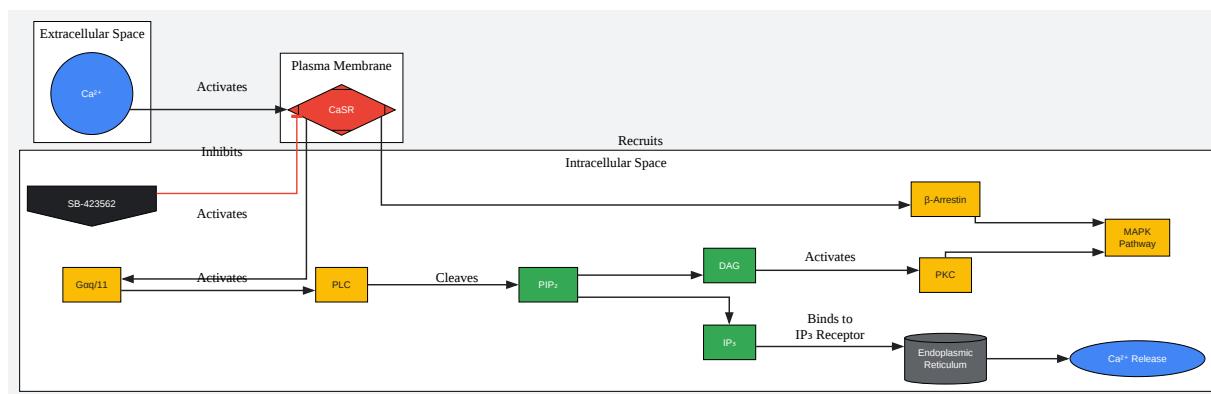 Extracellular Space
Ca²⁺
Activates
Plasma Membrane
CaSR
Inhibits
Recruits
Intracellular Space
SB-423562
Activates
β-Arrestin
MAPK
Pathway
Gαq/11
Activates
PLC
Cleaves
PIP₂
DAG
Activates
PKC
IP₃
Binds to
IP₃ Receptor
Endoplasmic
Reticulum
Ca²⁺ Release